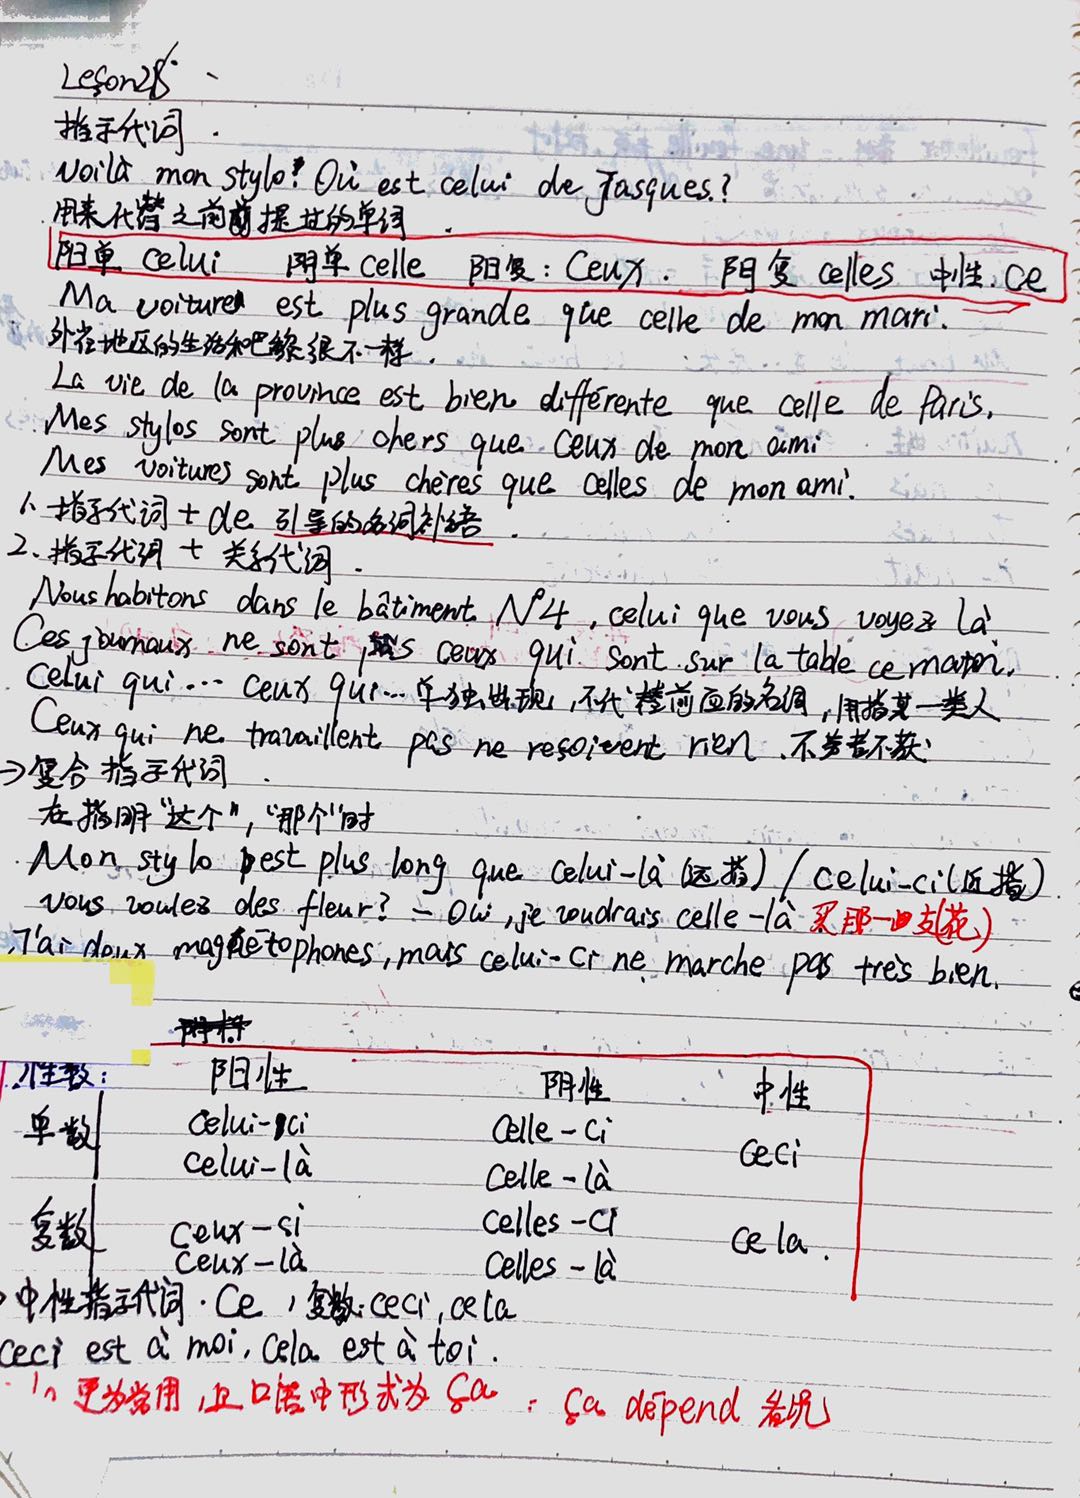 Leçon 28
指示代词.
Voilà mon stylo! Où est celui de Jasques?
用来代替之前提过的单词.
阳单 celui 阴单 celle 阳复: Ceux. 阴复 celles 中性. ce
Ma voiture est plus grande que celle de mon mari.
外省地区的生活和巴黎很不一样.
La vie de la province est bien différente que celle de Paris.
Mes stylos sont plus chers que ceux de mon ami
Mes voitures sont plus chères que celles de mon ami.
1. 指示代词 + de 引导的名词补语.
2. 指示代词 + 关系代词.
Nous habitons dans le bâtiment N°4, celui que vous voyez là
Ces journaux ne sont pas ceux qui sont sur la table ce matin.
Celui qui... ceux qui... 单独出现, 不代替前面的名词, 用指某一类人
Ceux qui ne travaillent pas ne resoivent rien. 不劳者不获.
→复合指示代词.
在指明"这个", "那个"时
Mon stylo est plus long que celui-là (远指) / celui-ci (近指)
Vous voulez des fleur? - Oui, je voudrais celle-là 买那一支(花)
J'ai deux magnétophones, mais celui-ci ne marche pas très bien.
性数: 阳性 阴性 中性
单数 celui-ci celle-ci ceci
celui-là celle-là
复数 ceux-si celles-ci cela.
ceux-là celles-là
→中性指示代词. Ce, 复数: ceci, cela
ceci est à moi, cela est à toi.
更为常用, 且口语中形式为 ça. ça dépend 看况